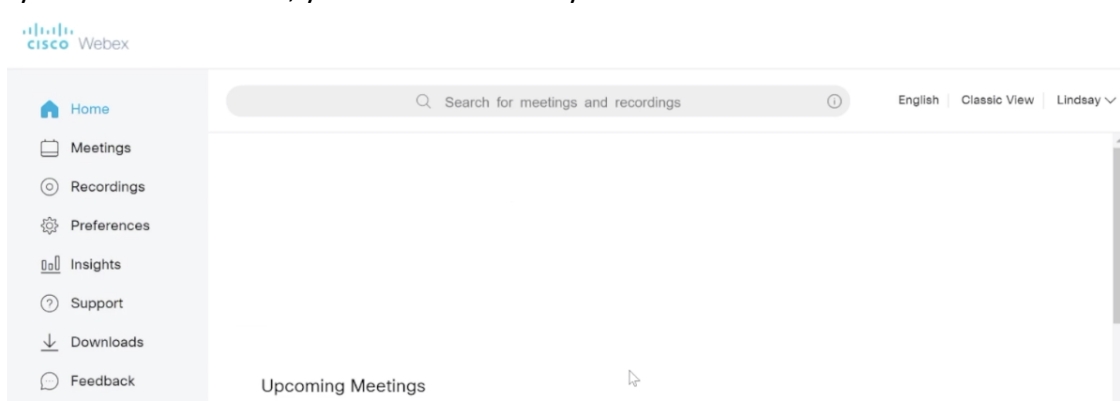 cisco Webex
Home
Meetings
Recordings
Preferences
Insights
Support
Downloads
Feedback
Search for meetings and recordings
English
Classic View
Lindsay
Upcoming Meetings